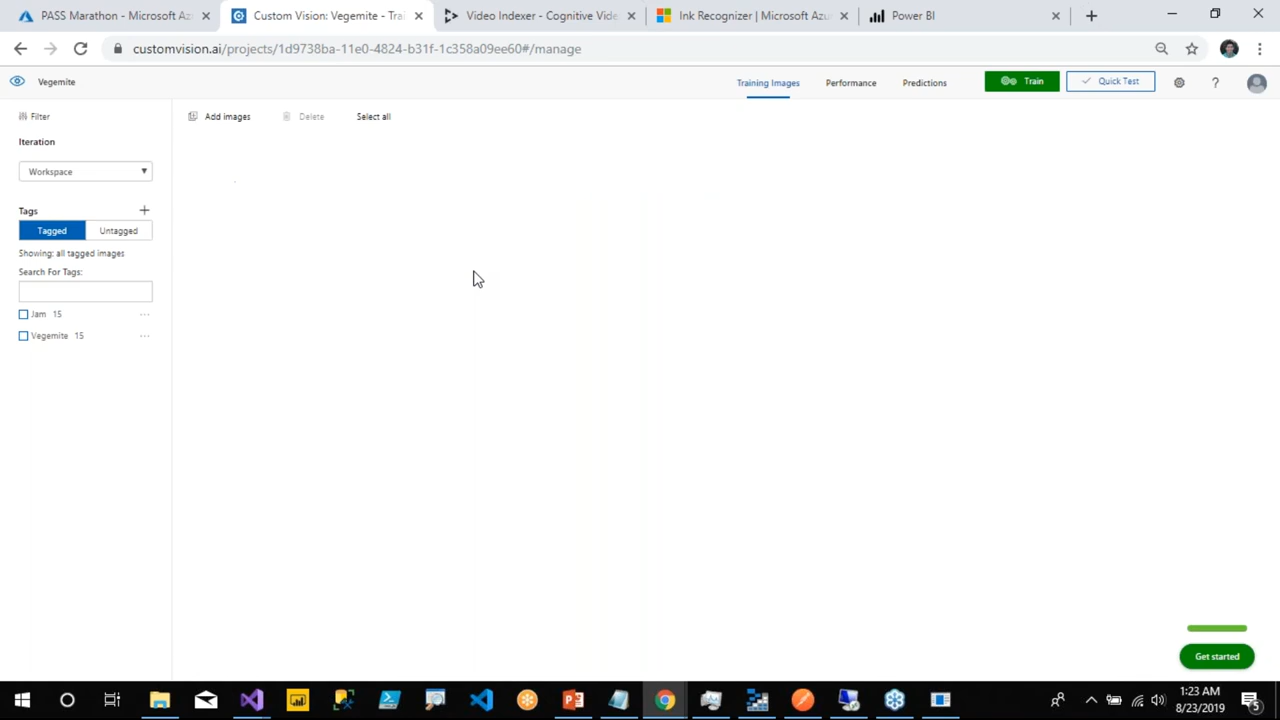 PASS Marathon - Microsoft Az
Custom Vision: Vegemite - Trai
Video Indexer - Cognitive Vide
Ink Recognizer | Microsoft Azu
Power BI
customvision.ai/projects/1d9738ba-11e0-4824-b31f-1c358a09ee60#/manage
Vegemite
Training Images
Performance
Predictions
Train
Quick Test
?
Filter
Add images
Delete
Select all
Iteration
Workspace
Tags
Tagged
Untagged
Showing: all tagged images
Search For Tags:
Jam 15
Vegemite 15
Get started
1:23 AM
8/23/2019
5